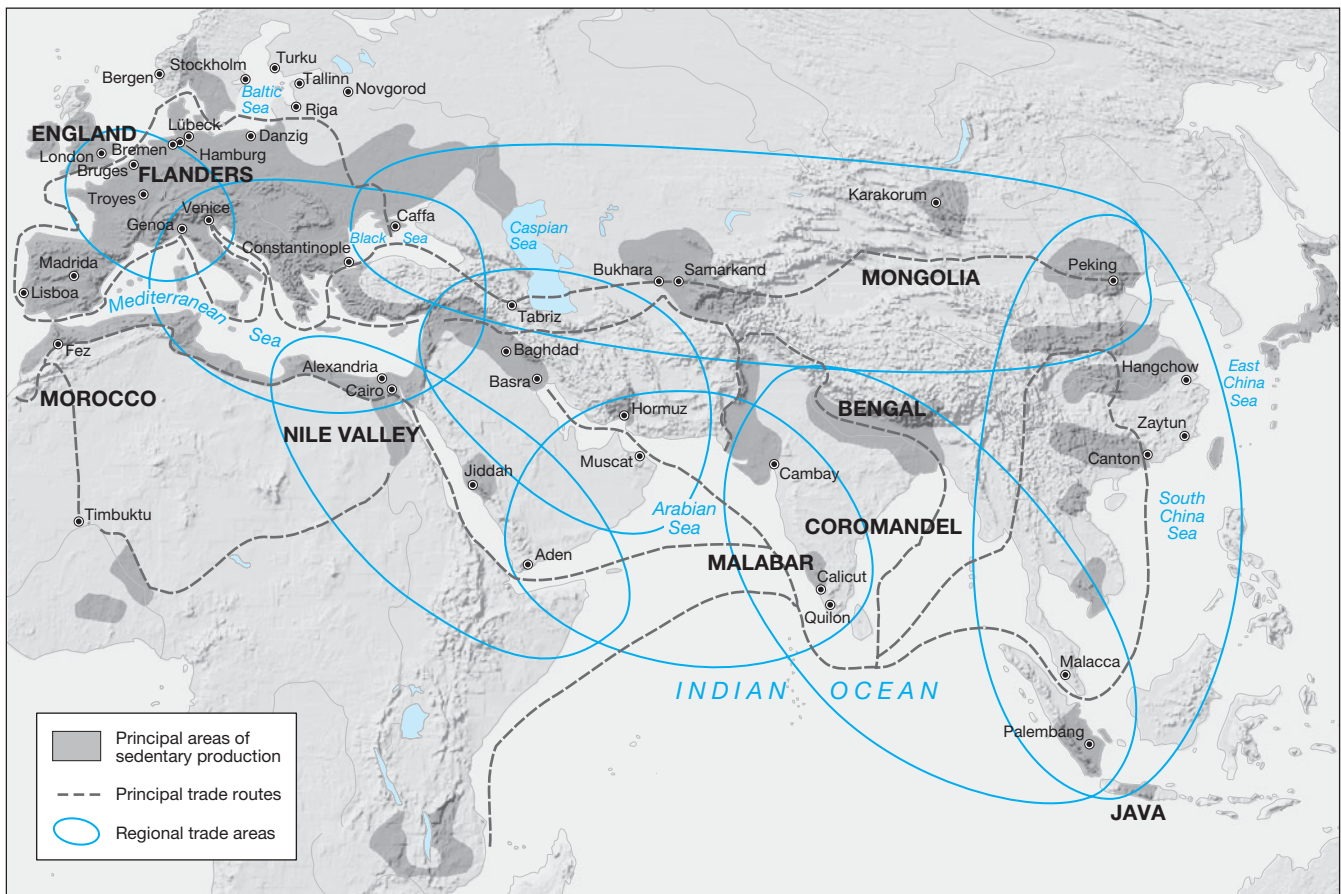 Bergen
Stockholm
Turku
Tallinn
Novgorod
Baltic
Sea
Riga
ENGLAND
London
Lübeck
Bremen
Hamburg
Danzig
Bruges
FLANDERS
Troyes
Venice
Genoa
Caffa
Black Sea
Constantinople
Caspian
Sea
Karakorum
Madrida
Lisboa
Mediterranean
Sea
Bukhara
Samarkand
MONGOLIA
Peking
Tabriz
Fez
MOROCCO
Alexandria
Cairo
Baghdad
Basra
Hangchow
East
China
Sea
NILE VALLEY
Hormuz
BENGAL
Zaytun
Jiddah
Muscat
Cambay
Canton
Timbuktu
Arabian
Sea
COROMANDEL
South
China
Sea
Aden
MALABAR
Calicut
Quilon
Malacca
INDIAN OCEAN
Palembang
JAVA
Principal areas of
sedentary production
Principal trade routes
Regional trade areas